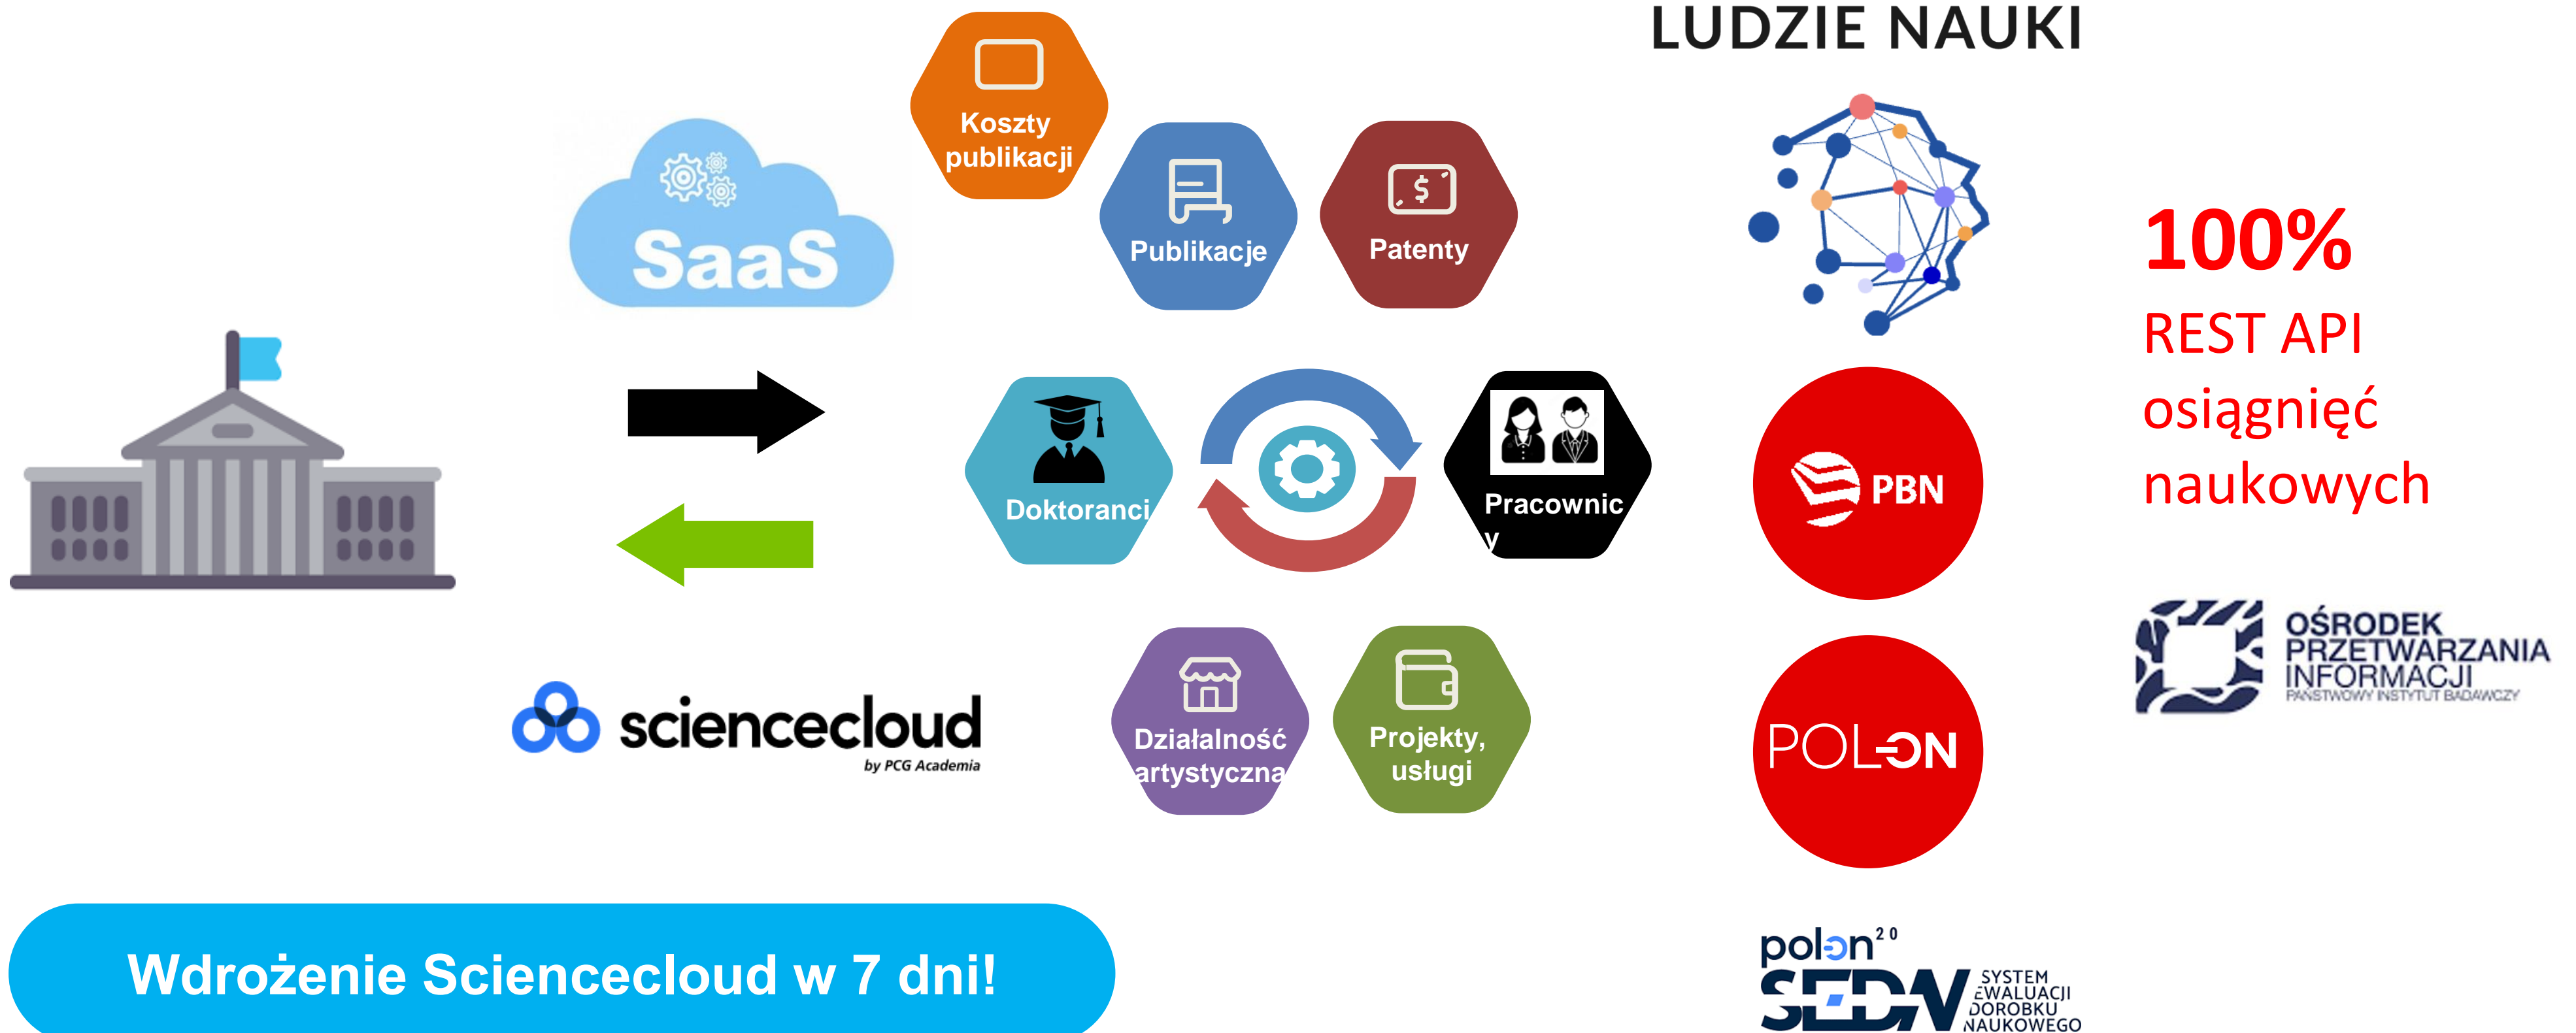 LUDZIE NAUKI
Koszty
publikacji
SaaS
Publikacje
$
Patenty
100%
REST API
osiągnięć
naukowych
Doktoranci
Pracownic
y
PBN
sciencecloud
by PCG Academia
Działalność
artystyczna
Projekty,
usługi
POL-ON
OŚRODEK
PRZETWARZANIA
INFORMACJI
PAŃSTWOWY INSTYTUT BADAWCZY
Wdrożenie Sciencecloud w 7 dni!
polon 2 0
SEDN
SYSTEM
EWALUACJI
DOROBKU
NAUKOWEGO